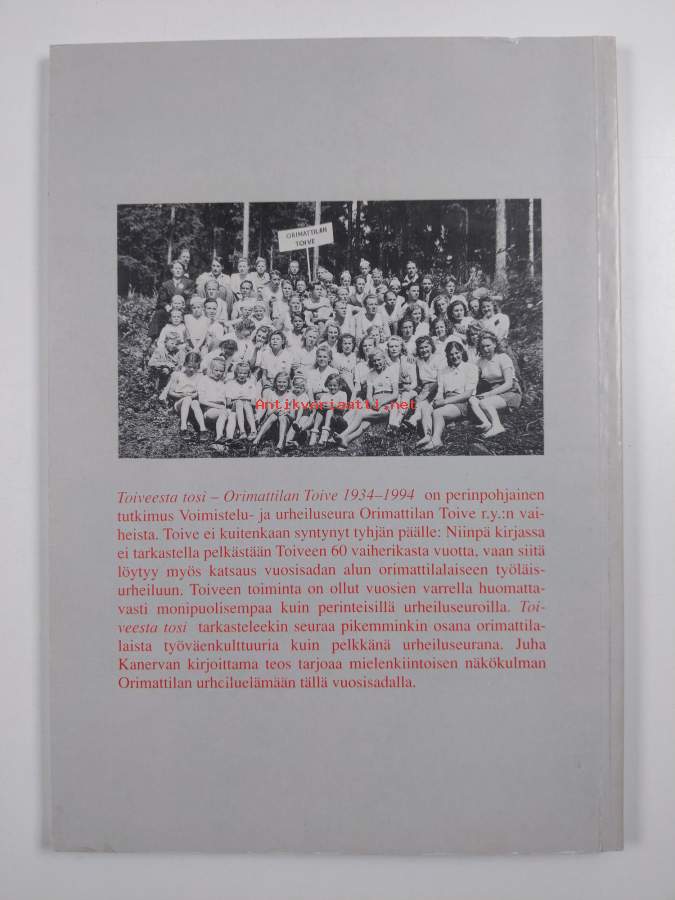 ORIMATTILAN
TOIVE
Antikvariaatti.net
Toiveesta tosi – Orimattilan Toive 1934–1994 on perinpohjainen
tutkimus Voimistelu- ja urheiluseura Orimattilan Toive r.y.:n vai-
heista. Toive ei kuitenkaan syntynyt tyhjän päälle: Niinpä kirjassa
ei tarkastella pelkästään Toiveen 60 vaiherikasta vuotta, vaan siitä
löytyy myös katsaus vuosisadan alun orimattilalaiseen työläis-
urheiluun. Toiveen toiminta on ollut vuosien varrella huomatta-
vasti monipuolisempaa kuin perinteisillä urheiluseuroilla. Toi-
veesta tosi tarkasteleekin seuraa pikemminkin osana orimattila-
laista työväenkulttuuria kuin pelkkänä urheiluseurana. Juha
Kanervan kirjoittama teos tarjoaa mielenkiintoisen näkökulman
Orimattilan urheiluelämään tällä vuosisadalla.